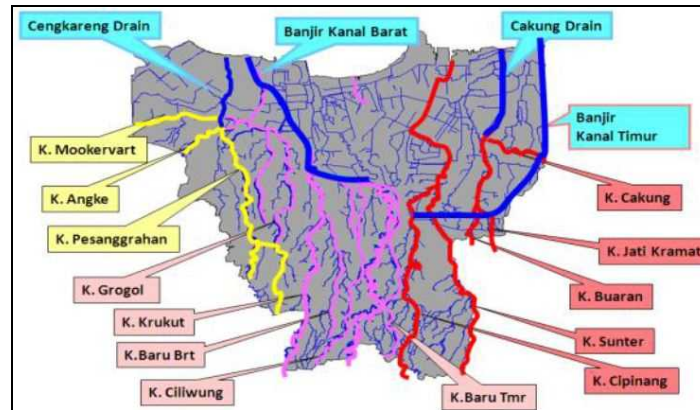 Cengkareng Drain
Banjir Kanal Barat
Cakung Drain
Banjir
Kanal Timur
K. Mookervart
K. Angke
K. Pesanggrahan
K. Grogol
K. Krukut
K.Baru Brt
K. Ciliwung
K.Baru Tmr
K. Cakung
K. Jati Kramat
K. Buaran
K. Sunter
K. Cipinang